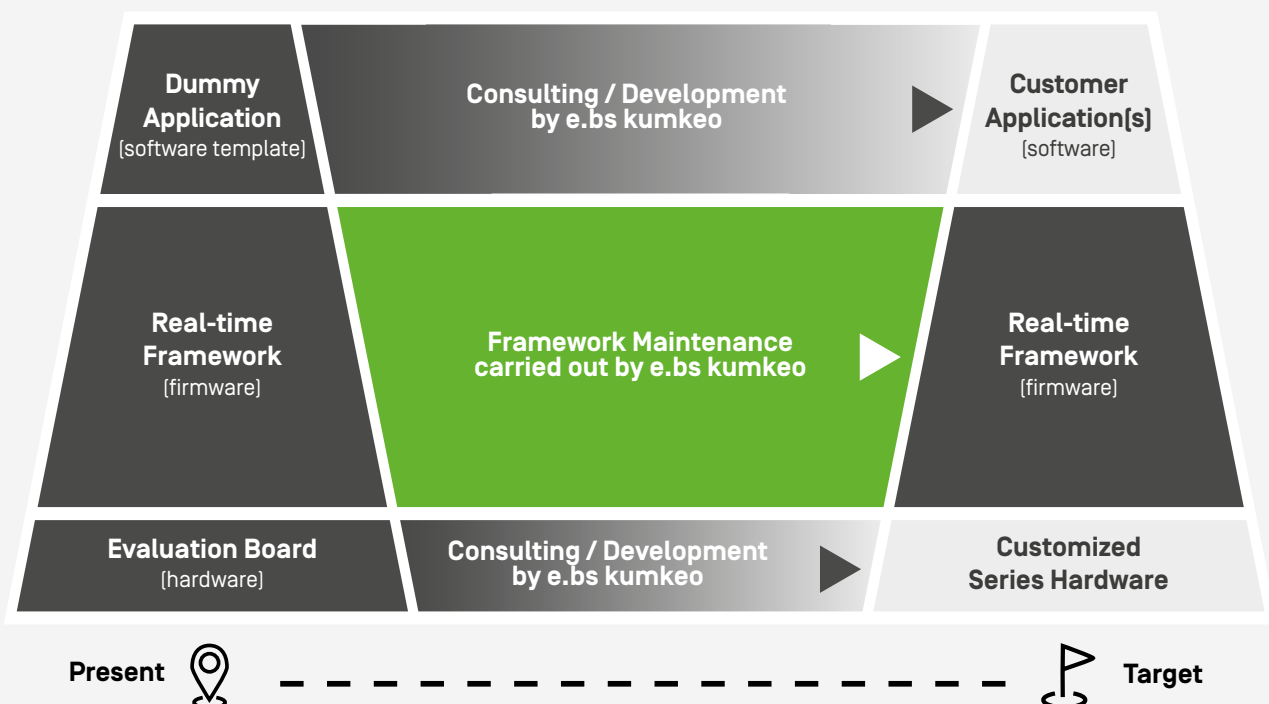 Dummy
Application
(software template)
Consulting / Development
by e.bs kumkeo
Customer
Application(s)
(software)
Real-time
Framework
(firmware)
Framework Maintenance
carried out by e.bs kumkeo
Real-time
Framework
(firmware)
Evaluation Board
(hardware)
Consulting / Development
by e.bs kumkeo
Customized
Series Hardware
Present
Target